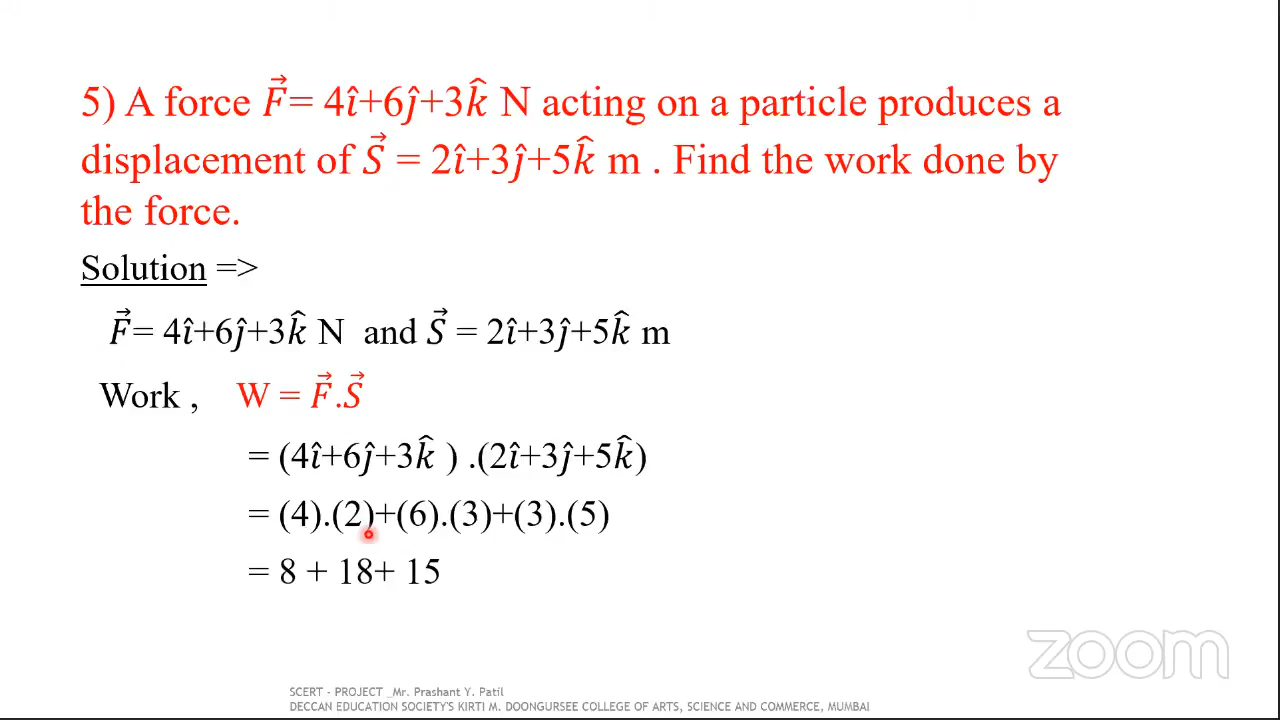 5) A force F⃗= 4î+6ĵ+3k̂ N acting on a particle produces a
displacement of S⃗ = 2î+3ĵ+5k̂ m . Find the work done by
the force.
Solution =>
F⃗= 4î+6ĵ+3k̂ N and S⃗ = 2î+3ĵ+5k̂ m
Work , W = F⃗.S⃗
= (4î+6ĵ+3k̂ ) .(2î+3ĵ+5k̂)
= (4).(2)+(6).(3)+(3).(5)
= 8 + 18+ 15
zoom
SCERT - PROJECT _Mr. Prashant Y. Patil
DECCAN EDUCATION SOCIETY'S KIRTI M. DOONGURSEE COLLEGE OF ARTS, SCIENCE AND COMMERCE, MUMBAI